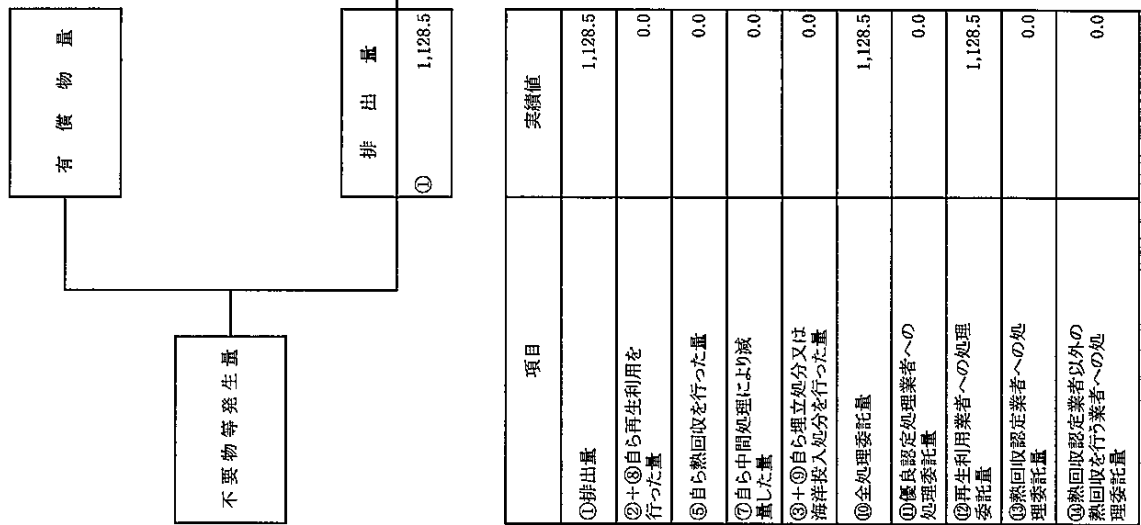 有償物量
不要物等発生量
排出量
① 1,128.5
項目 実績値
①排出量 1,128.5
②+⑧自ら再生利用を
行った量 0.0
⑤自ら熱回収を行った量 0.0
⑦自ら中間処理により減
量した量 0.0
③+⑨自ら埋立処分又は
海洋投入処分を行った量 0.0
⑩全処理委託量 1,128.5
⑪優良認定処理業者への
処理委託量 0.0
⑫再生利用業者への処理
委託量 1,128.5
⑬熱回収認定業者への処
理委託量 0.0
⑭熱回収認定業者以外の
熱回収を行う業者への処
理委託量 0.0